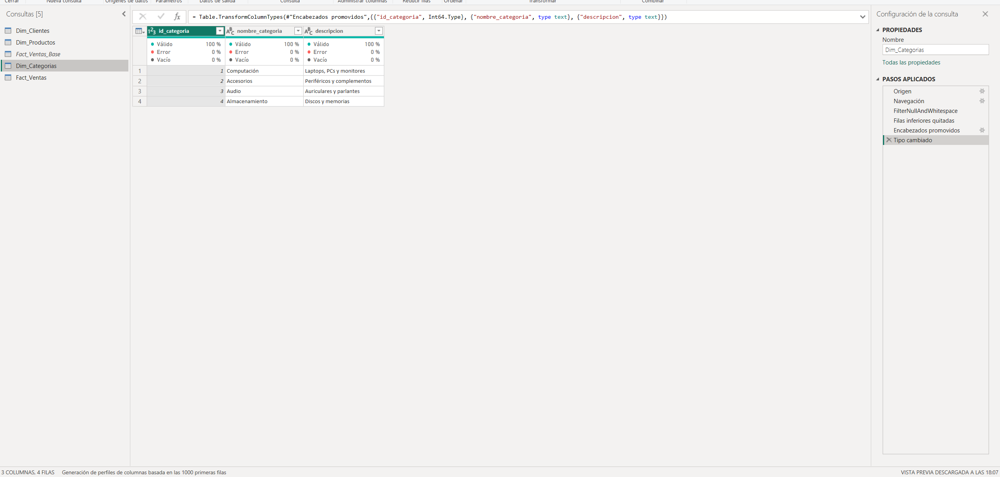 Cerrar Nueva consulta Orígenes de datos Parámetros Datos de salida Consulta Administrar columnas Reducir filas Ordenar Transformar Combinar
Consultas [5]
Dim_Clientes
Dim_Productos
Fact_Ventas_Base
Dim_Categorias
Fact_Ventas
fx = Table.TransformColumnTypes(#"Encabezados promovidos",{{"id_categoria", Int64.Type}, {"nombre_categoria", type text}, {"descripcion", type text}})
123 id_categoria ABC nombre_categoria ABC descripcion
Válido 100 % Válido 100 % Válido 100 %
Error 0 % Error 0 % Error 0 %
Vacío 0 % Vacío 0 % Vacío 0 %
1 1 Computación Laptops, PCs y monitores
2 2 Accesorios Periféricos y complementos
3 3 Audio Auriculares y parlantes
4 4 Almacenamiento Discos y memorias
Configuración de la consulta
PROPIEDADES
Nombre
Dim_Categorias
Todas las propiedades
PASOS APLICADOS
Origen
Navegación
FilterNullAndWhitespace
Filas inferiores quitadas
Encabezados promovidos
Tipo cambiado
3 COLUMNAS, 4 FILAS Generación de perfiles de columnas basada en las 1000 primeras filas
VISTA PREVIA DESCARGADA A LAS 18:07